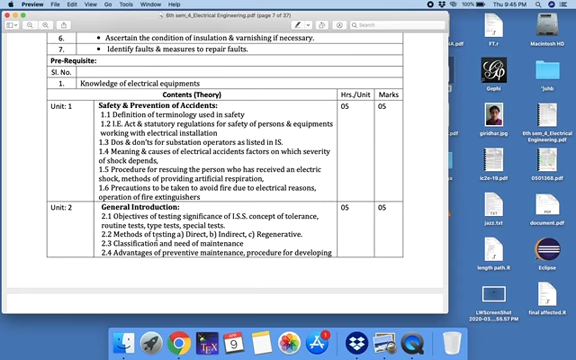 Preview File Edit View Go Tools Window Help
Thu 9:45 PM
6th sem_4_Electrical Engineering.pdf (page 7 of 37)
Search
6. • Ascertain the condition of insulation & varnishing if necessary.
7. • Identify faults & measures to repair faults.
Pre-Requisite:
Sl. No.
1. Knowledge of electrical equipments
Contents (Theory) Hrs./Unit Marks
Unit: 1 Safety & Prevention of Accidents: 05 05
1.1 Definition of terminology used in safety
1.2 I.E. Act & statutory regulations for safety of persons & equipments
working with electrical installation
1.3 Dos & don'ts for substation operators as listed in IS.
1.4 Meaning & causes of electrical accidents factors on which severity
of shock depends,
1.5 Procedure for rescuing the person who has received an electric
shock, methods of providing artificial respiration,
1.6 Precautions to be taken to avoid fire due to electrical reasons,
operation of fire extinguishers
Unit: 2 General Introduction: 05 05
2.1 Objectives of testing significance of I.S.S. concept of tolerance,
routine tests, type tests, special tests.
2.2 Methods of testing a) Direct, b) Indirect, c) Regenerative.
2.3 Classification and need of maintenance
2.4 Advantages of preventive maintenance, procedure for developing
FT.r
Macintosh HD
Gephi
giridhar.jpg
6th sem_4_Electrical Engineering.pdf
ic2e-19.pdf
0501368.pdf
jazz.txt
length path.R
Eclipse
LWScreenShot
final affected.R